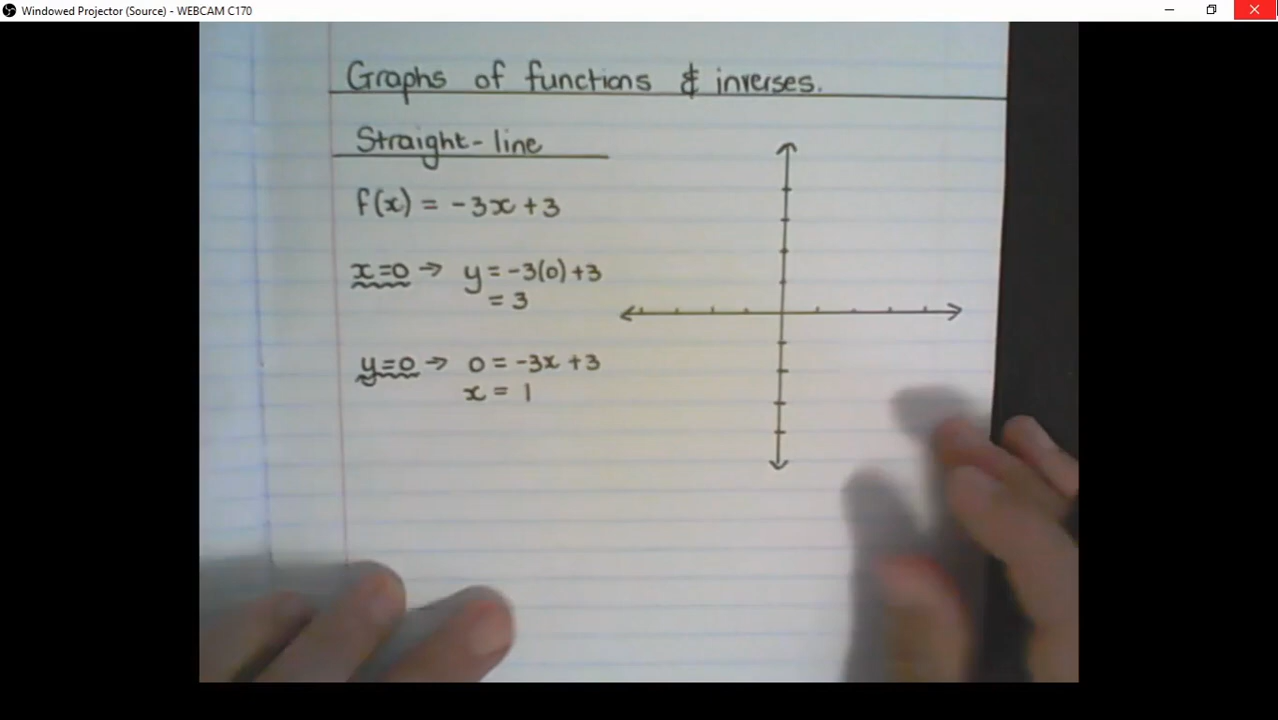 Windowed Projector (Source) - WEBCAM C170
Graphs of functions & inverses.
Straight-line
f(x) = -3x+3
x=0 → y = -3(0)+3
= 3
y=0 → 0 = -3x+3
x = 1